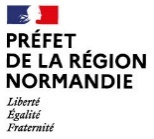 PRÉFET
DE LA RÉGION
NORMANDIE
Liberté
Égalité
Fraternité